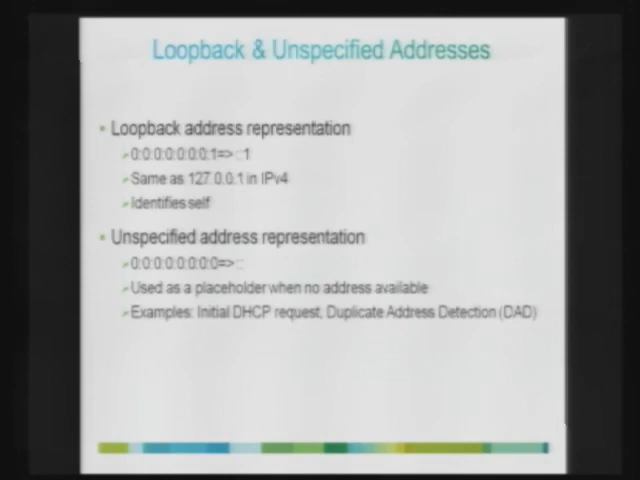 Loopback & Unspecified Addresses
Loopback address representation
0:0:0:0:0:0:0:1=> ::1
Same as 127.0.0.1 in IPv4
Identifies self
Unspecified address representation
0:0:0:0:0:0:0:0=>::
Used as a placeholder when no address available
Examples: Initial DHCP request, Duplicate Address Detection (DAD)